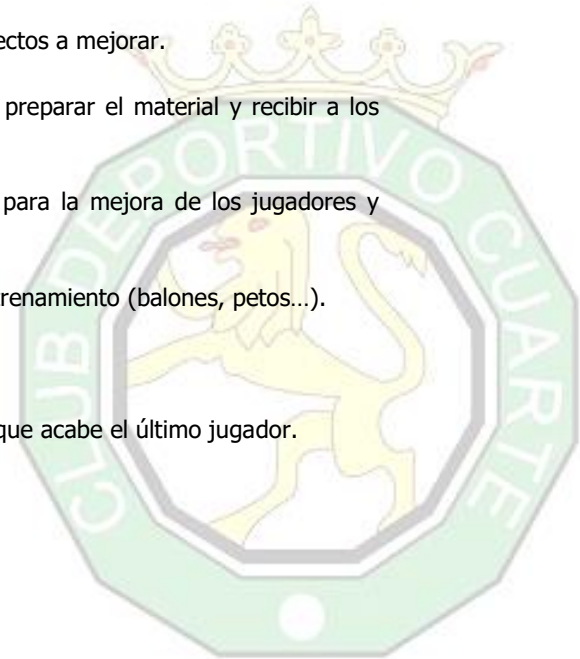 ectos a mejorar.
preparar el material y recibir a los
para la mejora de los jugadores y
trenamiento (balones, petos…).
que acabe el último jugador.
CLUB DEPORTIVO CUARTE